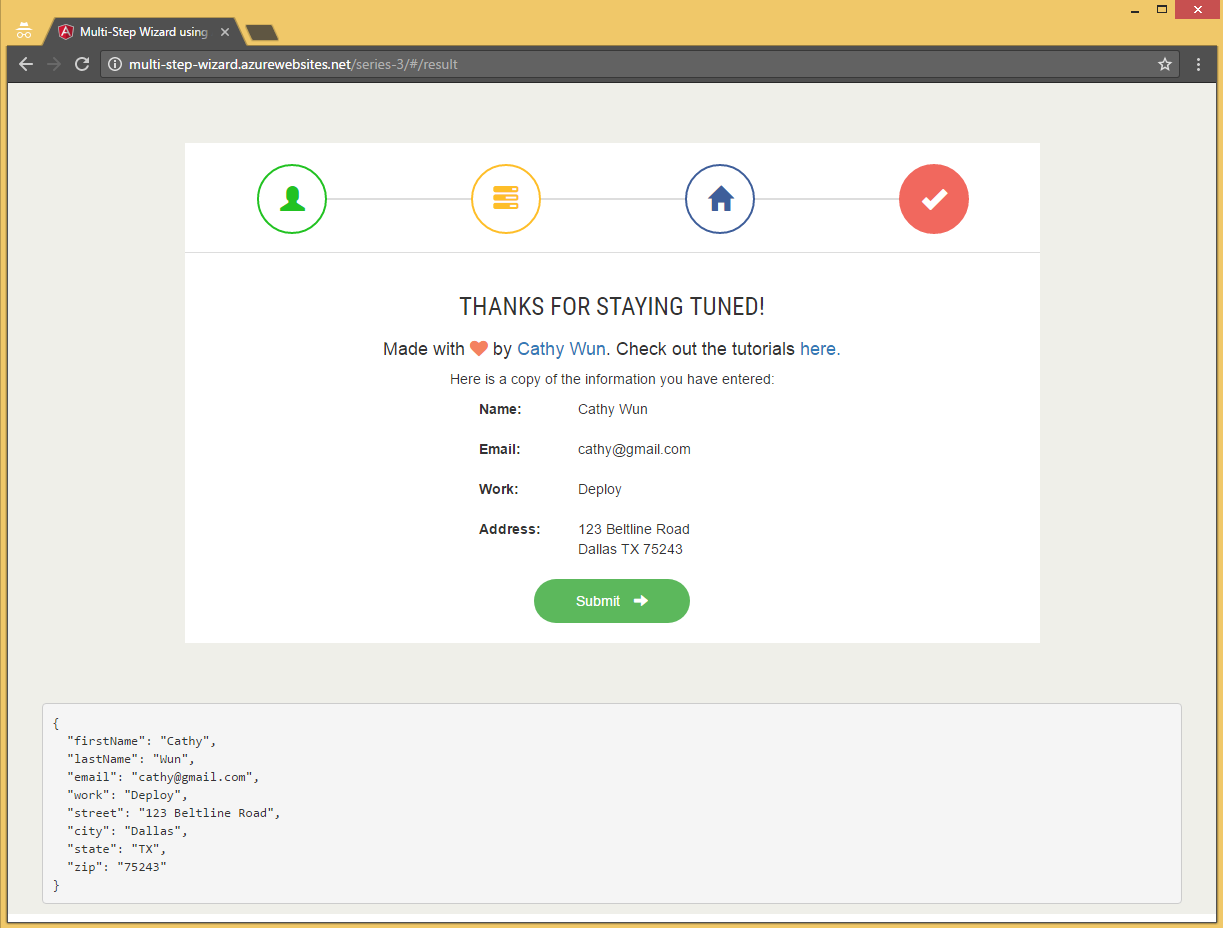 Multi-Step Wizard using
multi-step-wizard.azurewebsites.net/series-3/#/result
THANKS FOR STAYING TUNED!
Made with by Cathy Wun. Check out the tutorials here.
Here is a copy of the information you have entered:
Name: Cathy Wun
Email: cathy@gmail.com
Work: Deploy
Address: 123 Beltline Road
Dallas TX 75243
Submit
{
  "firstName": "Cathy",
  "lastName": "Wun",
  "email": "cathy@gmail.com",
  "work": "Deploy",
  "street": "123 Beltline Road",
  "city": "Dallas",
  "state": "TX",
  "zip": "75243"
}